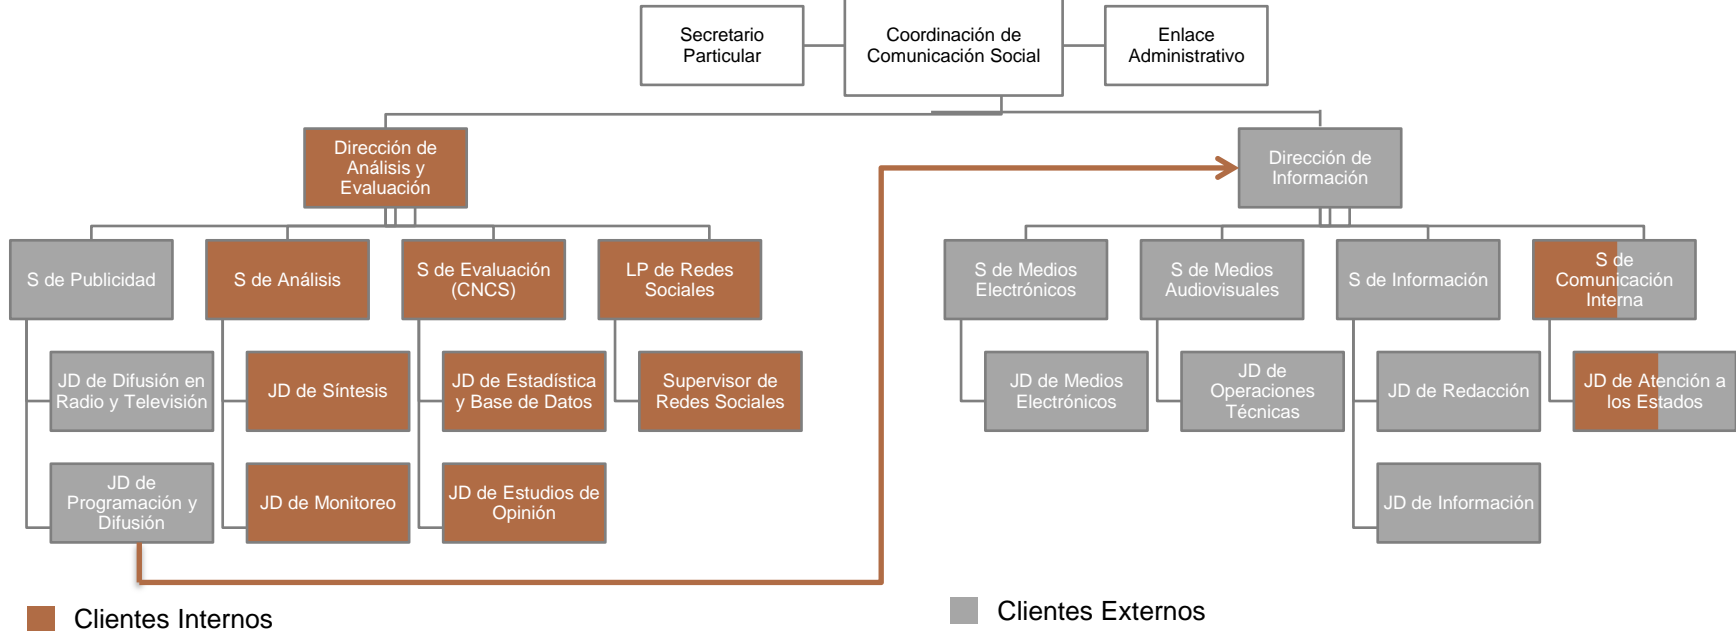 Secretario
Particular
Coordinación de
Comunicación Social
Enlace
Administrativo
Dirección de
Análisis y
Evaluación
Dirección de
Información
S de Publicidad
S de Análisis
S de Evaluación
(CNCS)
LP de Redes
Sociales
S de Medios
Electrónicos
S de Medios
Audiovisuales
S de Información
S de
Comunicación
Interna
JD de Difusión en
Radio y Televisión
JD de Síntesis
JD de Estadística
y Base de Datos
Supervisor de
Redes Sociales
JD de Medios
Electrónicos
JD de
Operaciones
Técnicas
JD de Redacción
JD de Atención a
los Estados
JD de
Programación y
Difusión
JD de Monitoreo
JD de Estudios de
Opinión
JD de Información
Clientes Internos
Clientes Externos